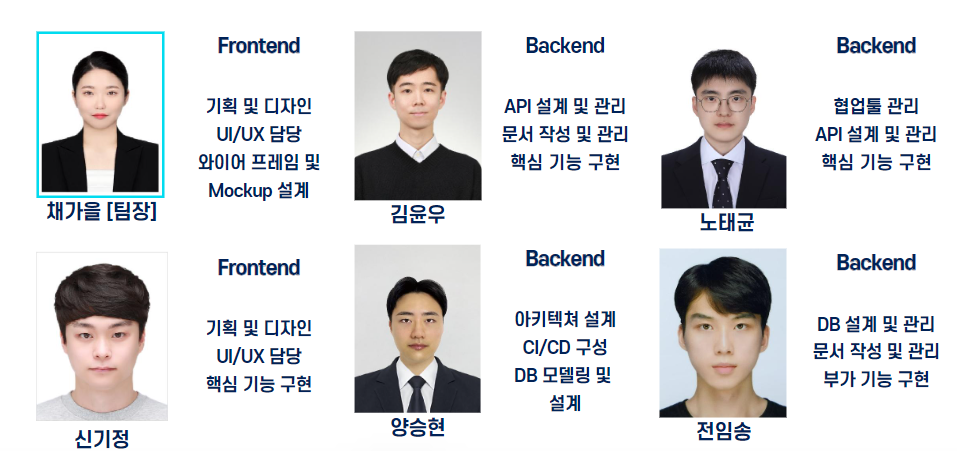 Frontend
기획 및 디자인
UI/UX 담당
와이어 프레임 및
Mockup 설계
채가을 [팀장]
Backend
API 설계 및 관리
문서 작성 및 관리
핵심 기능 구현
김윤우
Backend
협업툴 관리
API 설계 및 관리
핵심 기능 구현
노태균
Frontend
기획 및 디자인
UI/UX 담당
핵심 기능 구현
신기정
Backend
아키텍쳐 설계
CI/CD 구성
DB 모델링 및
설계
양승현
Backend
DB 설계 및 관리
문서 작성 및 관리
부가 기능 구현
전임송